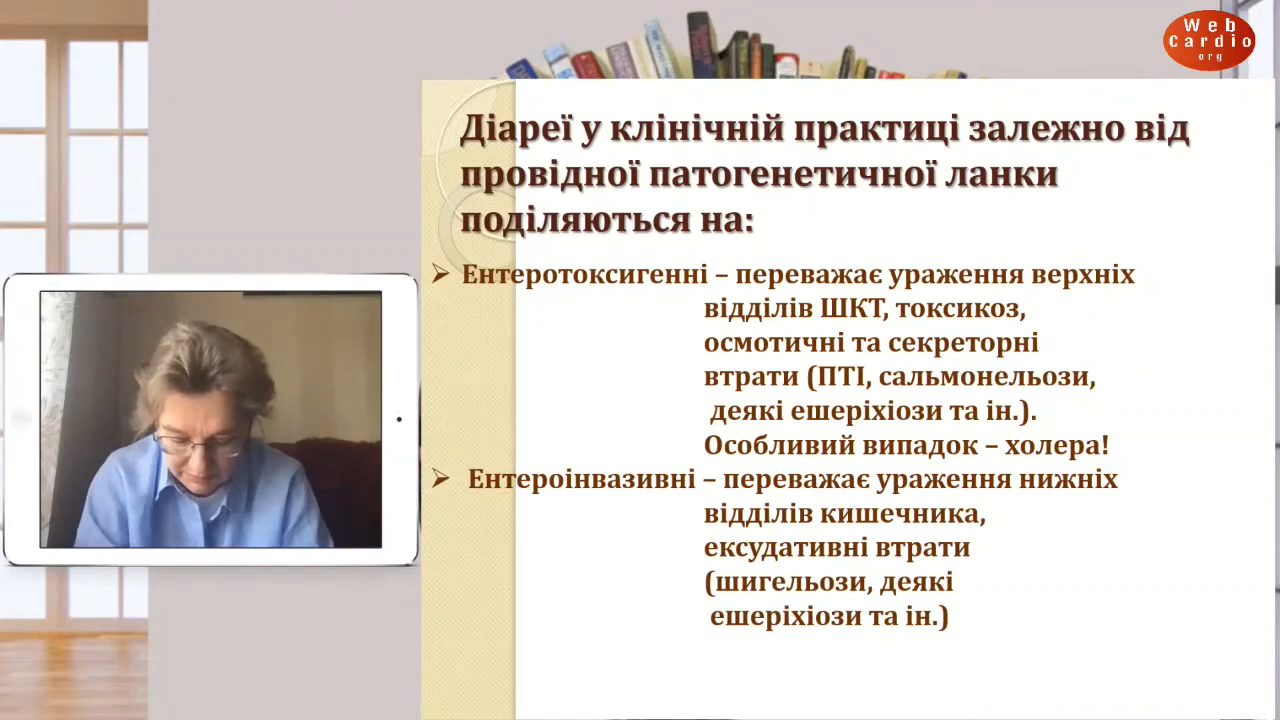 Web
Cardio
org
Діареї у клінічній практиці залежно від
провідної патогенетичної ланки
поділяються на:
➢ Ентеротоксигенні – переважає ураження верхніх
відділів ШКТ, токсикоз,
осмотичні та секреторні
втрати (ПТІ, сальмонельози,
деякі ешеріхіози та ін.).
Особливий випадок – холера!
➢ Ентероінвазивні – переважає ураження нижніх
відділів кишечника,
ексудативні втрати
(шигельози, деякі
ешеріхіози та ін.)